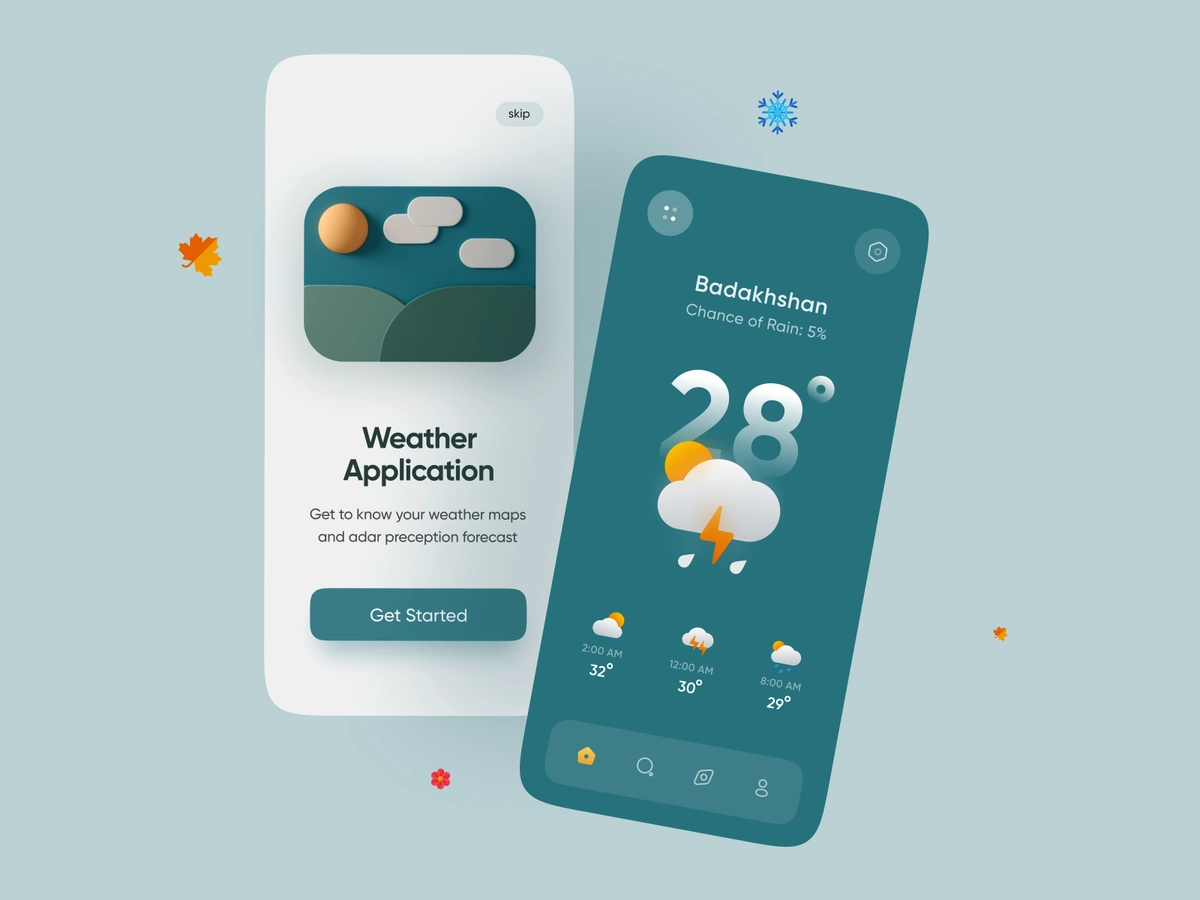 skip
Weather
Application
Get to know your weather maps
and adar preception forecast
Get Started
Badakhshan
Chance of Rain: 5%
28°
2:00 AM
32°
12:00 AM
30°
8:00 AM
29°